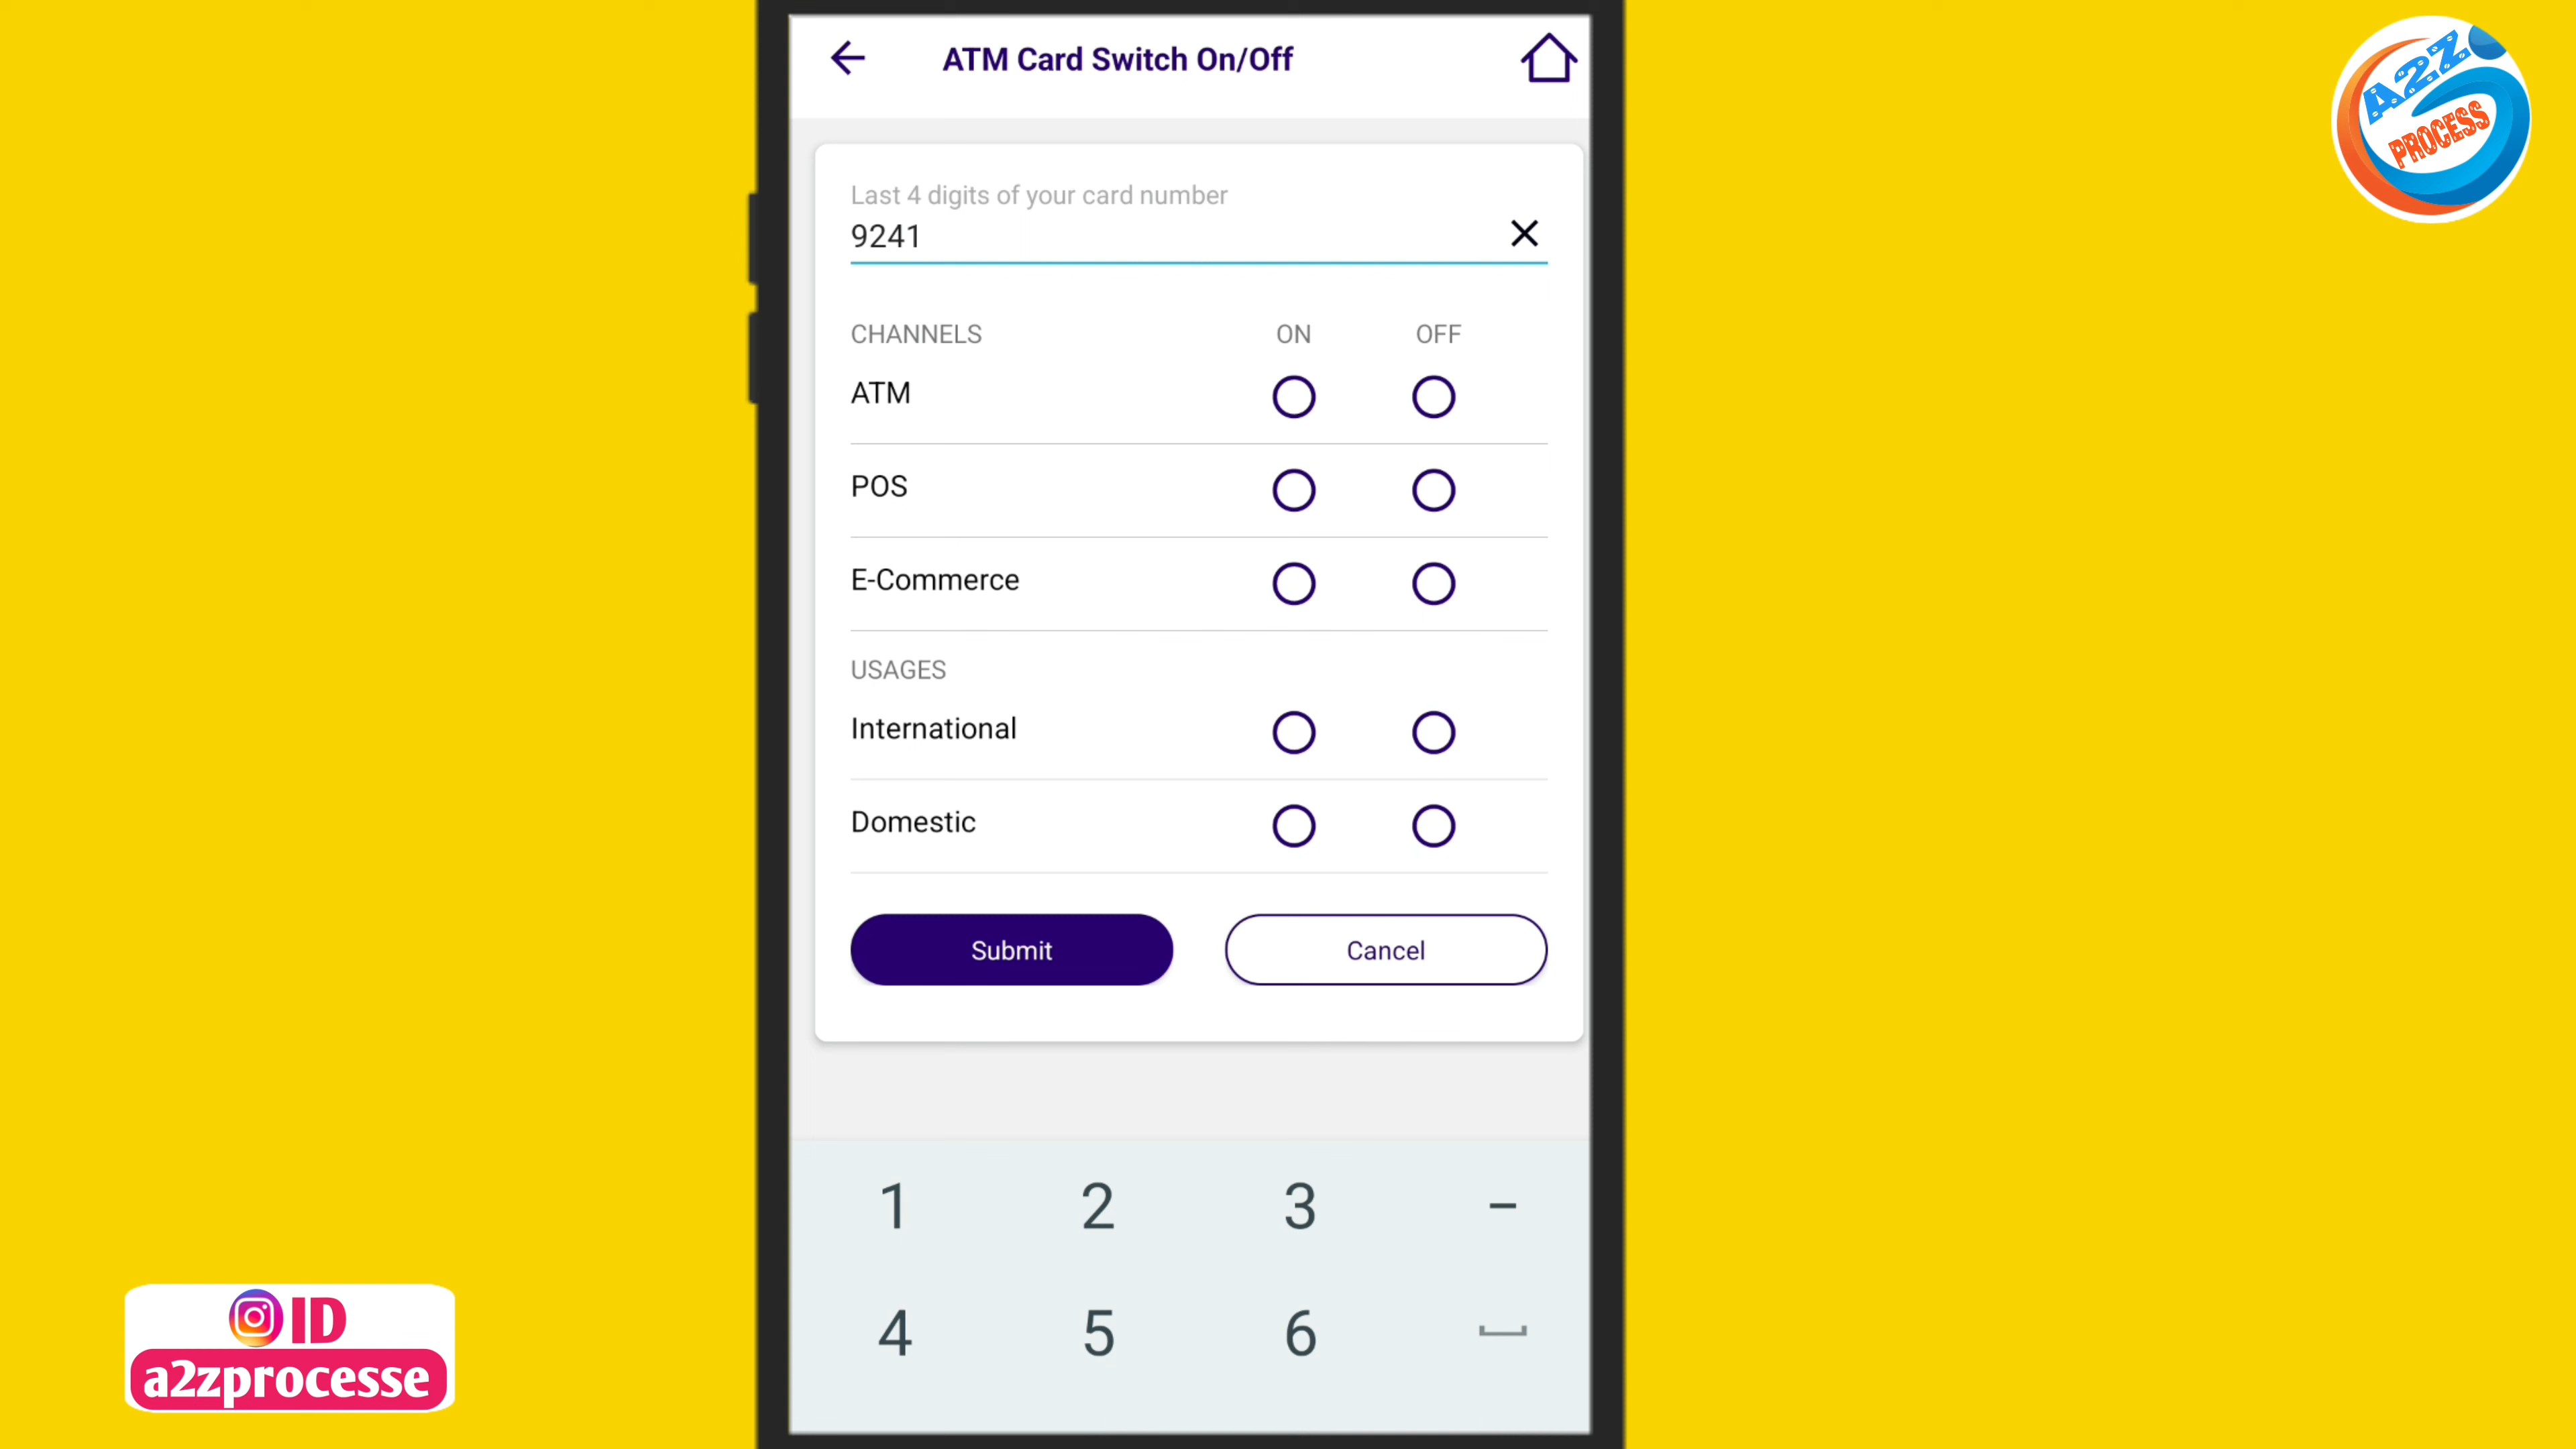 ATM Card Switch On/Off
A2Z
PROCESS
Last 4 digits of your card number
9241
CHANNELS ON OFF
ATM
POS
E-Commerce
USAGES
International
Domestic
Submit Cancel
1 2 3 -
4 5 6
ID
a2zprocesse